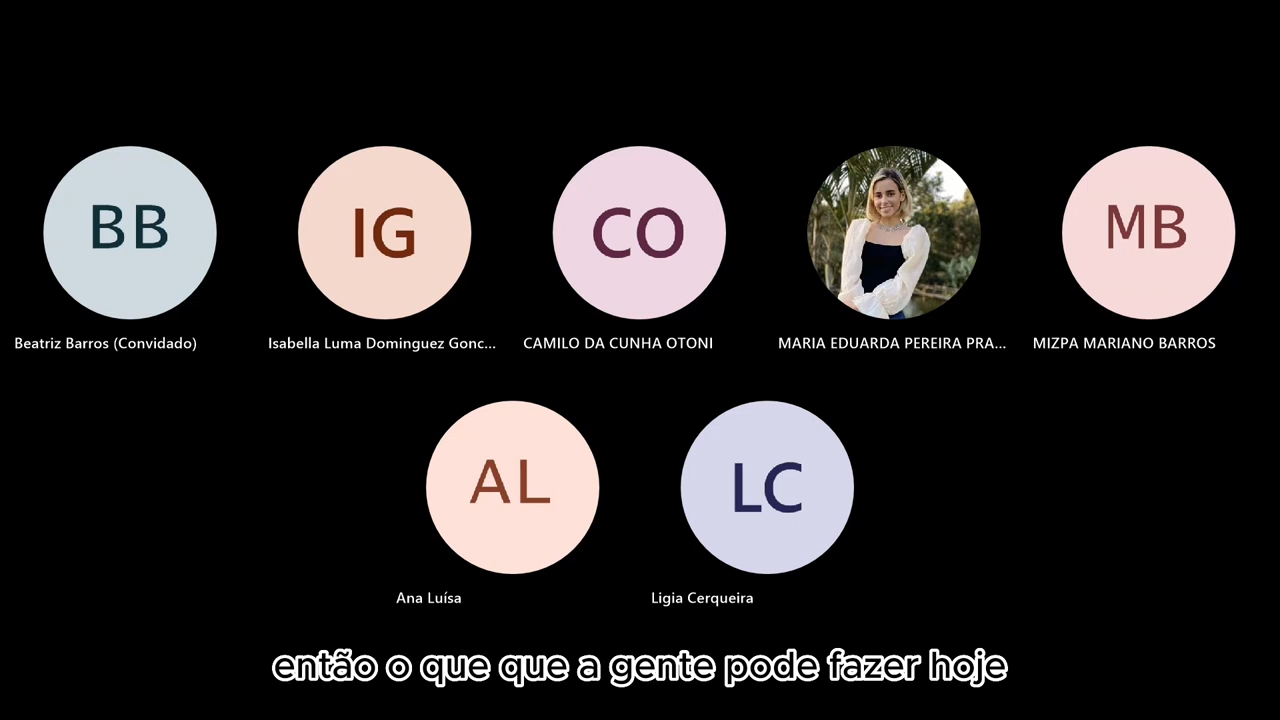 BB
IG
CO
MB
Beatriz Barros (Convidado)
Isabella Luma Dominguez Gonc...
CAMILO DA CUNHA OTONI
MARIA EDUARDA PEREIRA PRA...
MIZPA MARIANO BARROS
AL
LC
Ana Luísa
Ligia Cerqueira
então o que que a gente pode fazer hoje